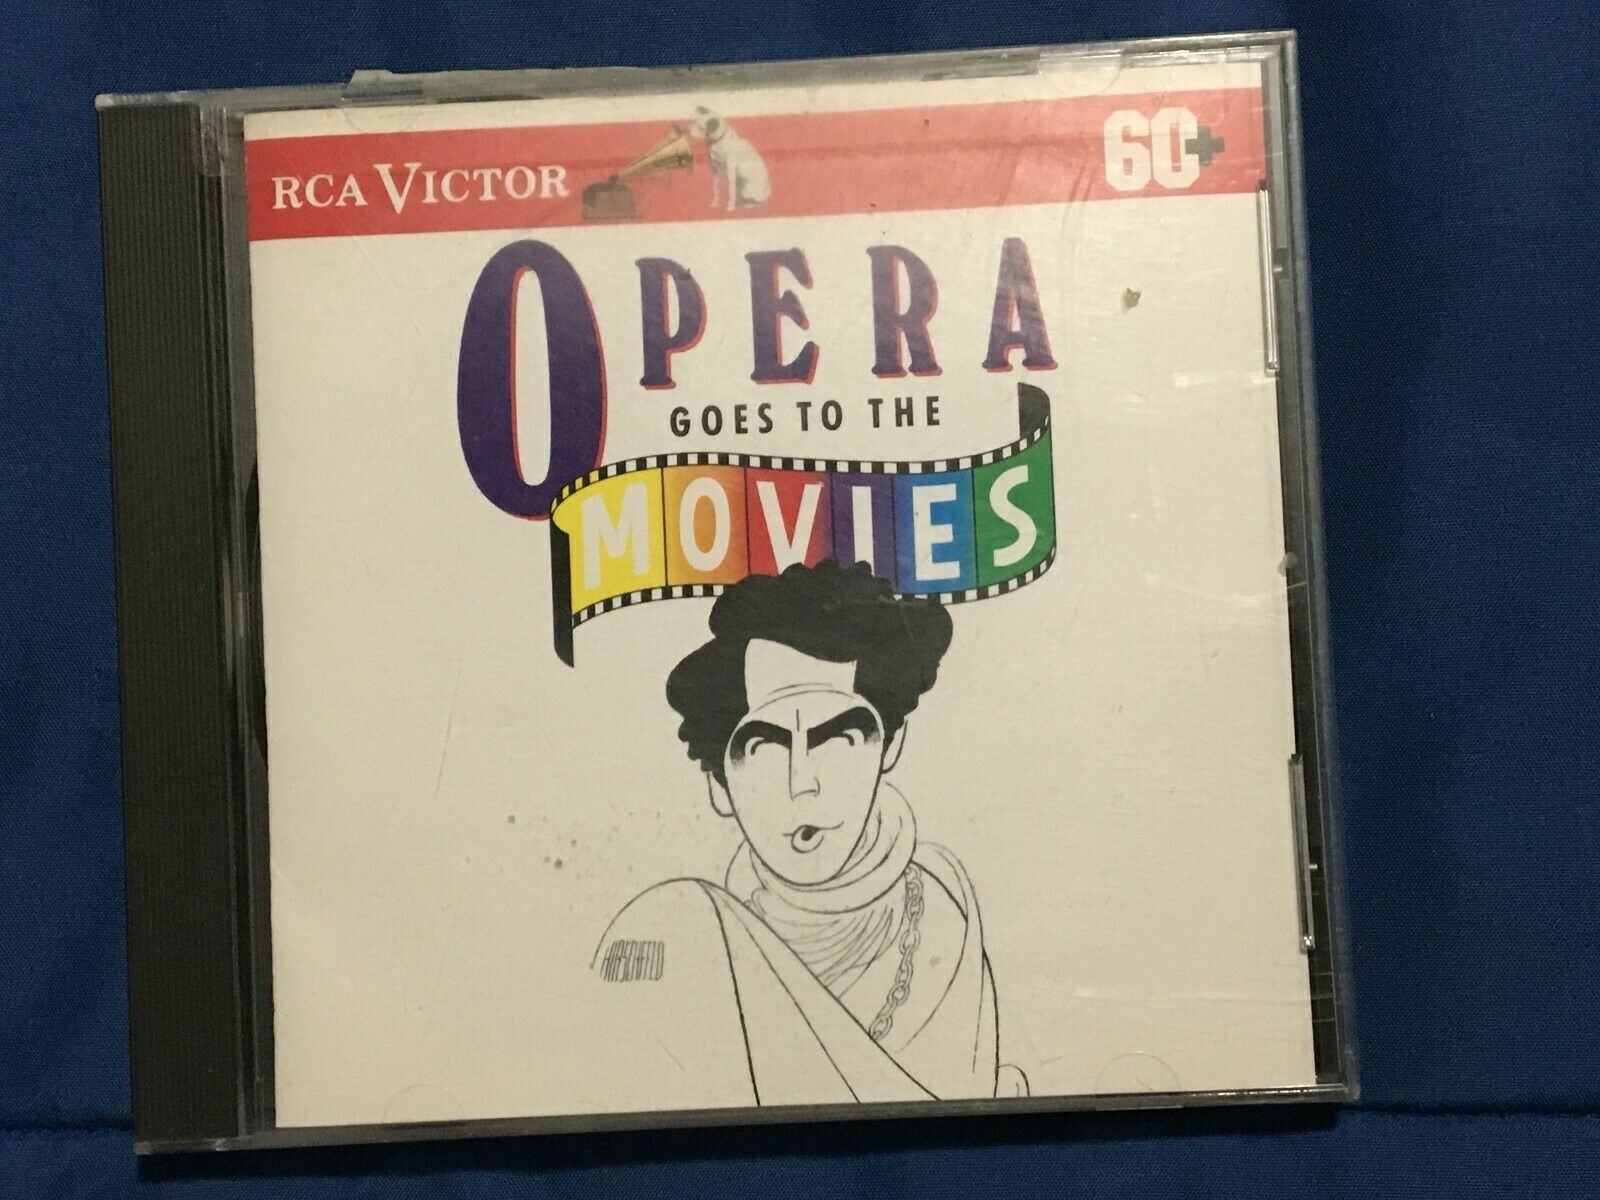 RCA VICTOR
60+
OPERA
GOES TO THE
MOVIES
HIRSCHFELD